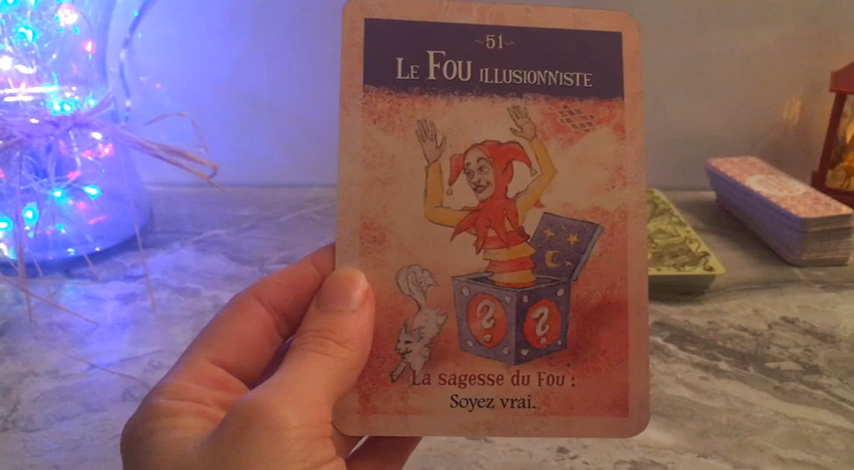 51
Le Fou illusionniste
? ?
La sagesse du Fou :
Soyez vrai.